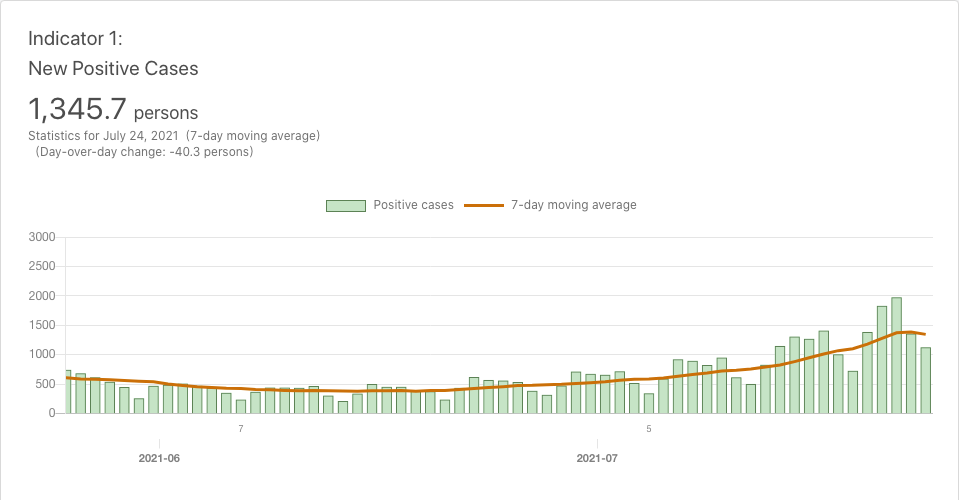 Indicator 1:
New Positive Cases
1,345.7 persons
Statistics for July 24, 2021 (7-day moving average)
(Day-over-day change: -40.3 persons)
Positive cases 7-day moving average
3000
2500
2000
1500
1000
500
0
7 5
2021-06 2021-07